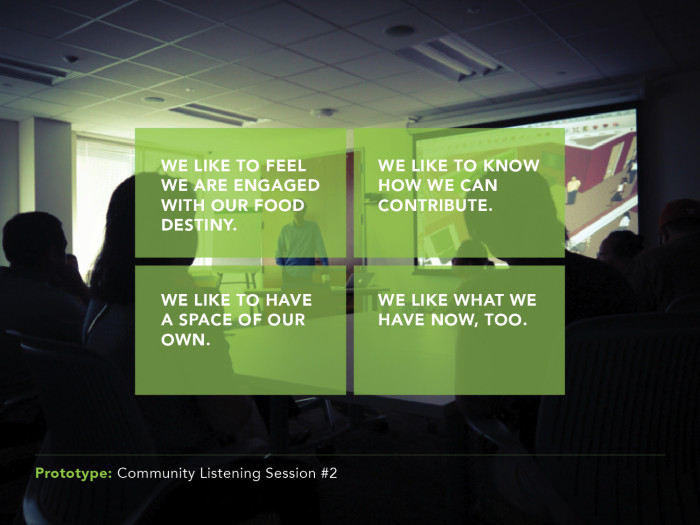 WE LIKE TO FEEL
WE ARE ENGAGED
WITH OUR FOOD
DESTINY.
WE LIKE TO KNOW
HOW WE CAN
CONTRIBUTE.
WE LIKE TO HAVE
A SPACE OF OUR
OWN.
WE LIKE WHAT WE
HAVE NOW, TOO.
Prototype: Community Listening Session #2